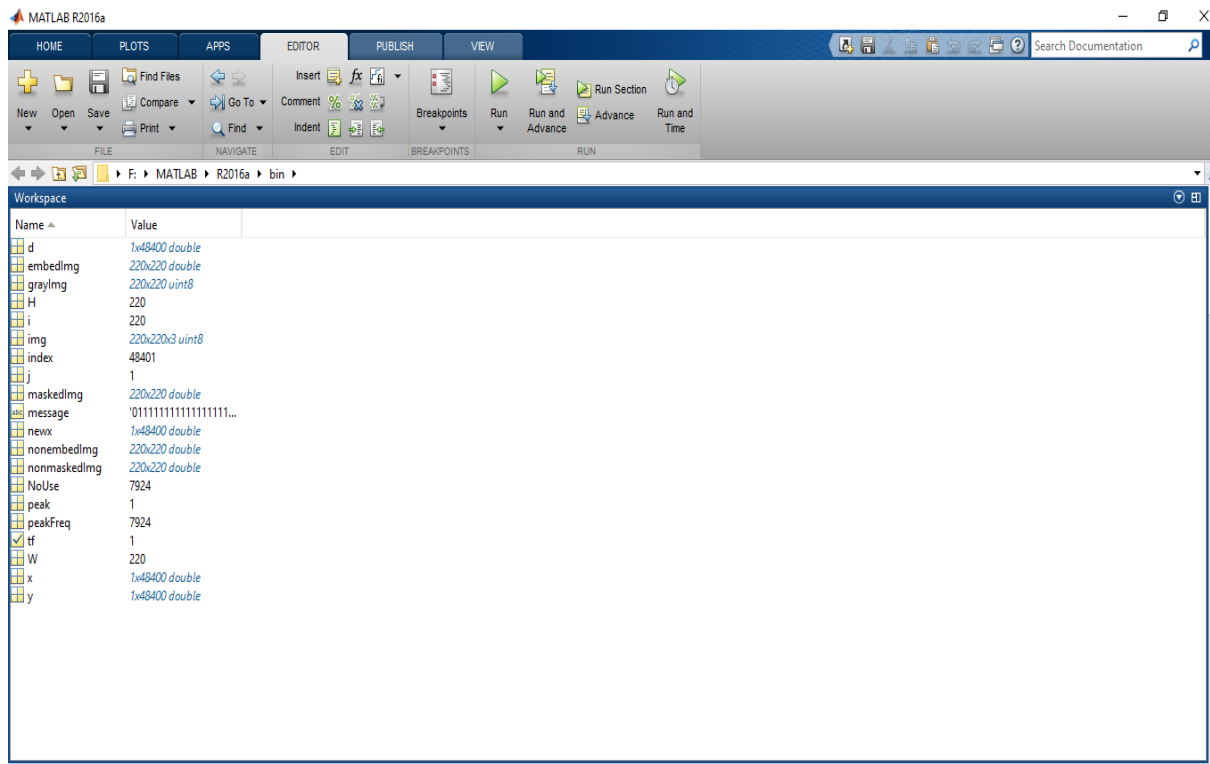 MATLAB R2016a
HOME PLOTS APPS EDITOR PUBLISH VIEW Search Documentation
New Open Save Find Files Compare Print
FILE
Go To Find
NAVIGATE
Insert fx
Comment %
Indent
EDIT
Breakpoints
BREAKPOINTS
Run Run and Advance Run Section Advance Run and Time
RUN
F: MATLAB R2016a bin
Workspace
Name Value
d 1x48400 double
embedImg 220x220 double
grayImg 220x220 uint8
H 220
i 220
img 220x220x3 uint8
index 48401
j 1
maskedImg 220x220 double
abc message '01111111111111111...
newx 1x48400 double
nonembedImg 220x220 double
nonmaskedImg 220x220 double
NoUse 7924
peak 1
peakFreq 7924
tf 1
W 220
x 1x48400 double
y 1x48400 double